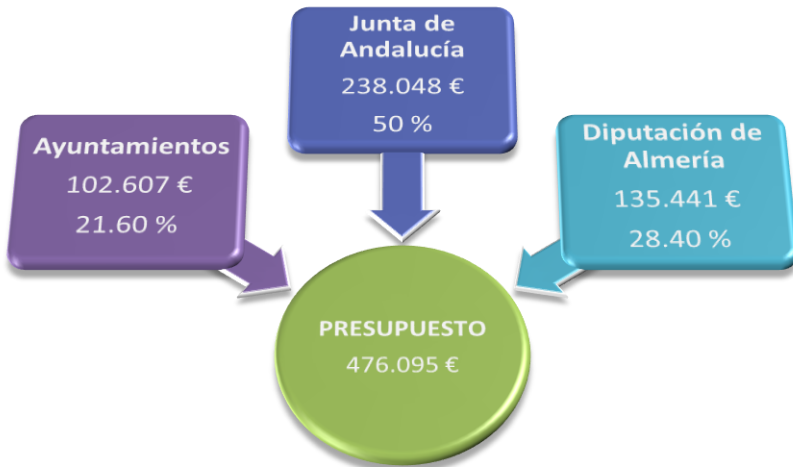 Junta de
Andalucía
238.048 €
50 %
Ayuntamientos
102.607 €
21.60 %
Diputación de
Almería
135.441 €
28.40 %
PRESUPUESTO
476.095 €